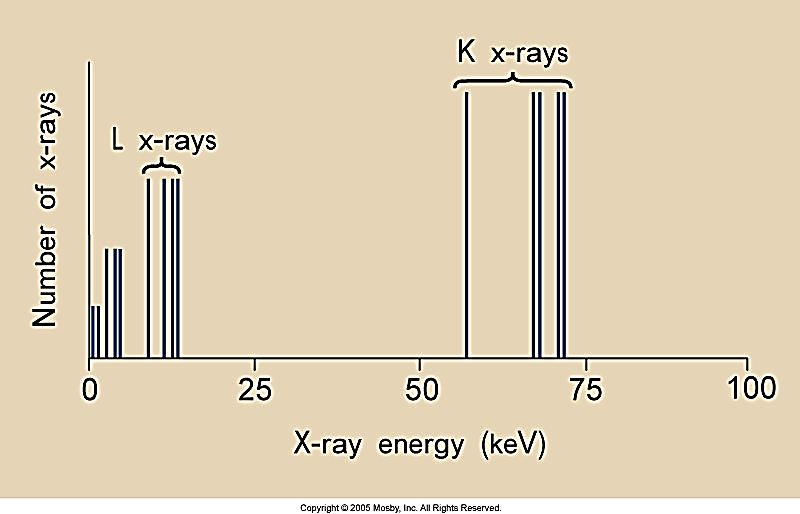 K x-rays
L x-rays
Number of x-rays
0 25 50 75 100
X-ray energy (keV)
Copyright © 2005 Mosby, Inc. All Rights Reserved.